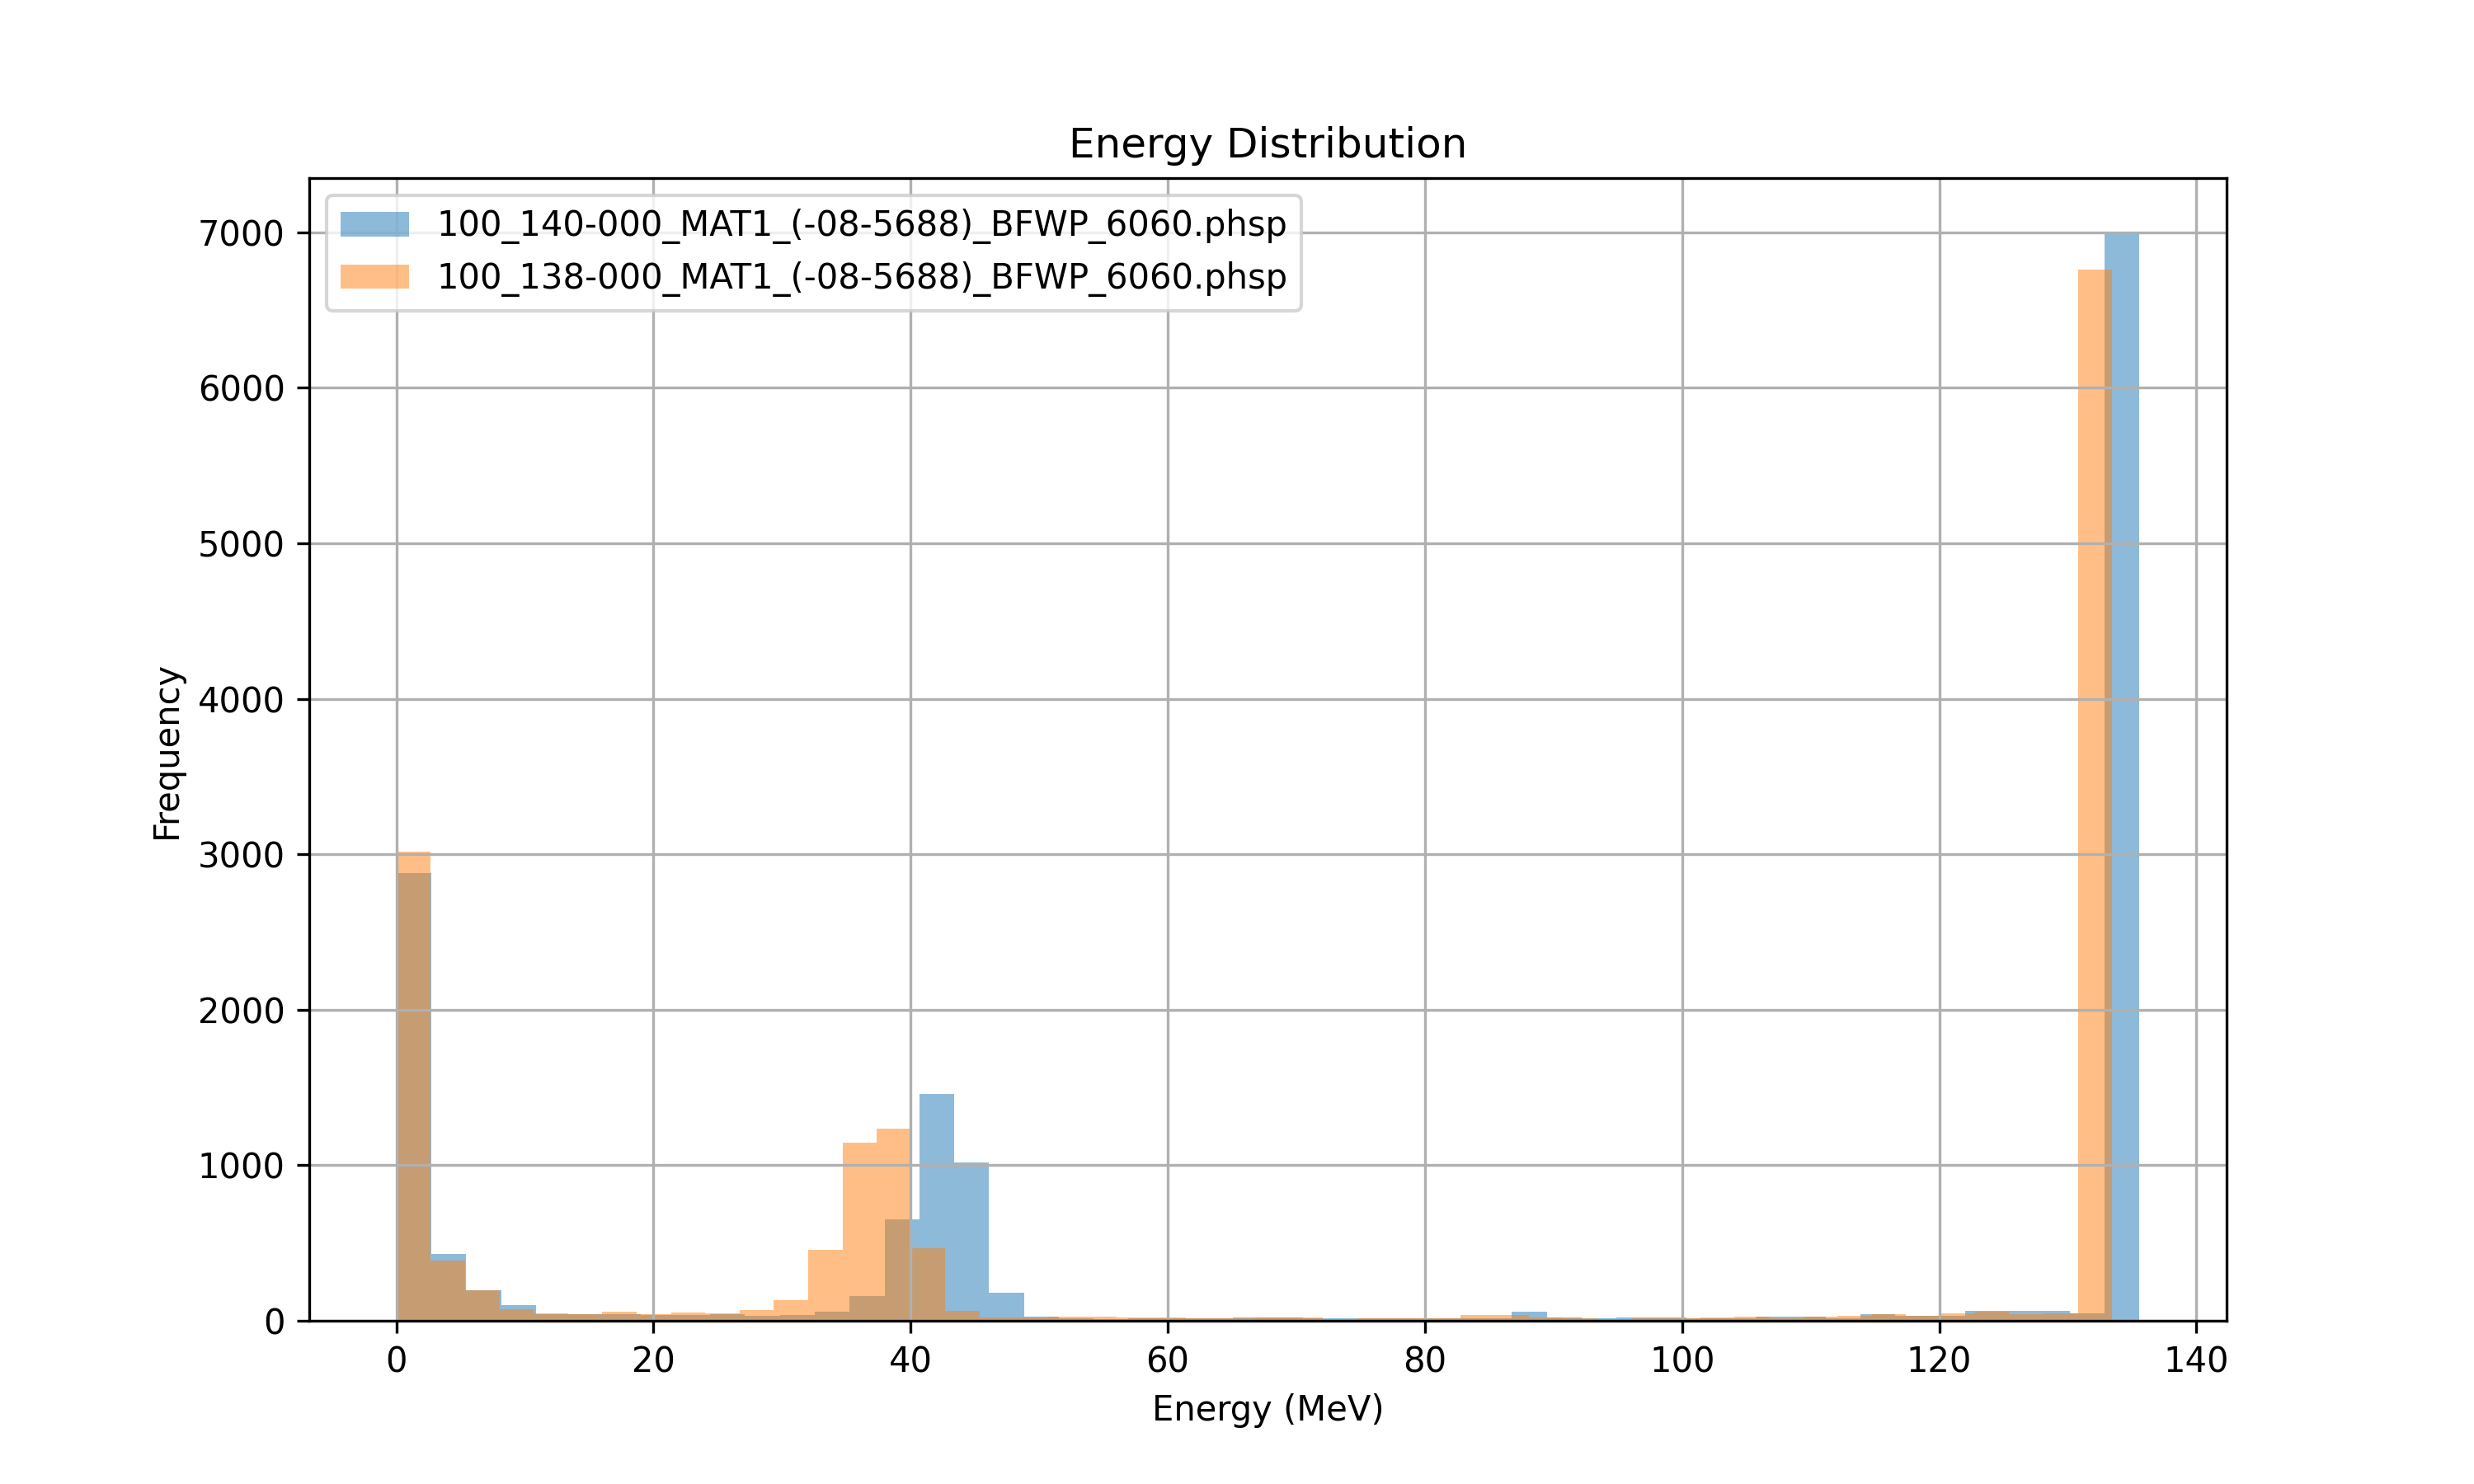 Energy Distribution
100_140-000_MAT1_(-08-5688)_BFWP_6060.phsp
100_138-000_MAT1_(-08-5688)_BFWP_6060.phsp
7000
6000
5000
4000
3000
2000
1000
0
Frequency
0 20 40 60 80 100 120 140
Energy (MeV)